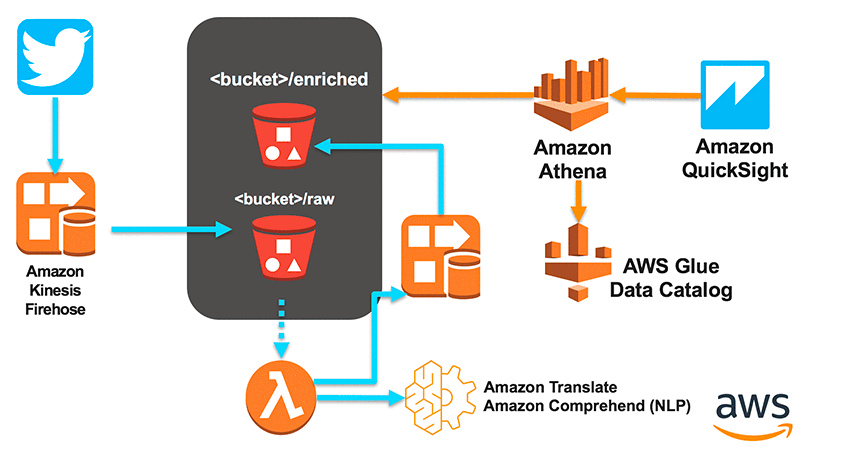 <bucket>/enriched
<bucket>/raw
Amazon
Kinesis
Firehose
Amazon
Athena
Amazon
QuickSight
AWS Glue
Data Catalog
λ
Amazon Translate
Amazon Comprehend (NLP)
aws